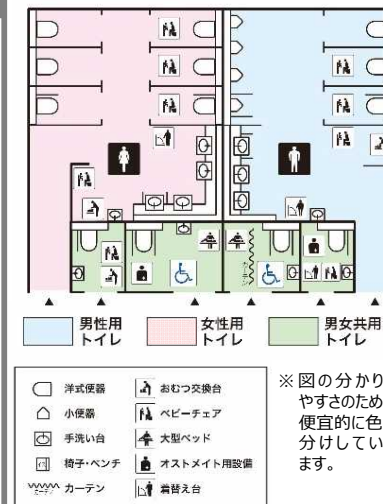 男性用
トイレ
女性用
トイレ
男女共用
トイレ
洋式便器
小便器
手洗い台
椅子・ベンチ
カーテン
おむつ交換台
ベビーチェア
大型ベッド
オストメイト用設備
着替え台
※図の分かり
やすさのため
便宜的に色
分けしてい
ます。